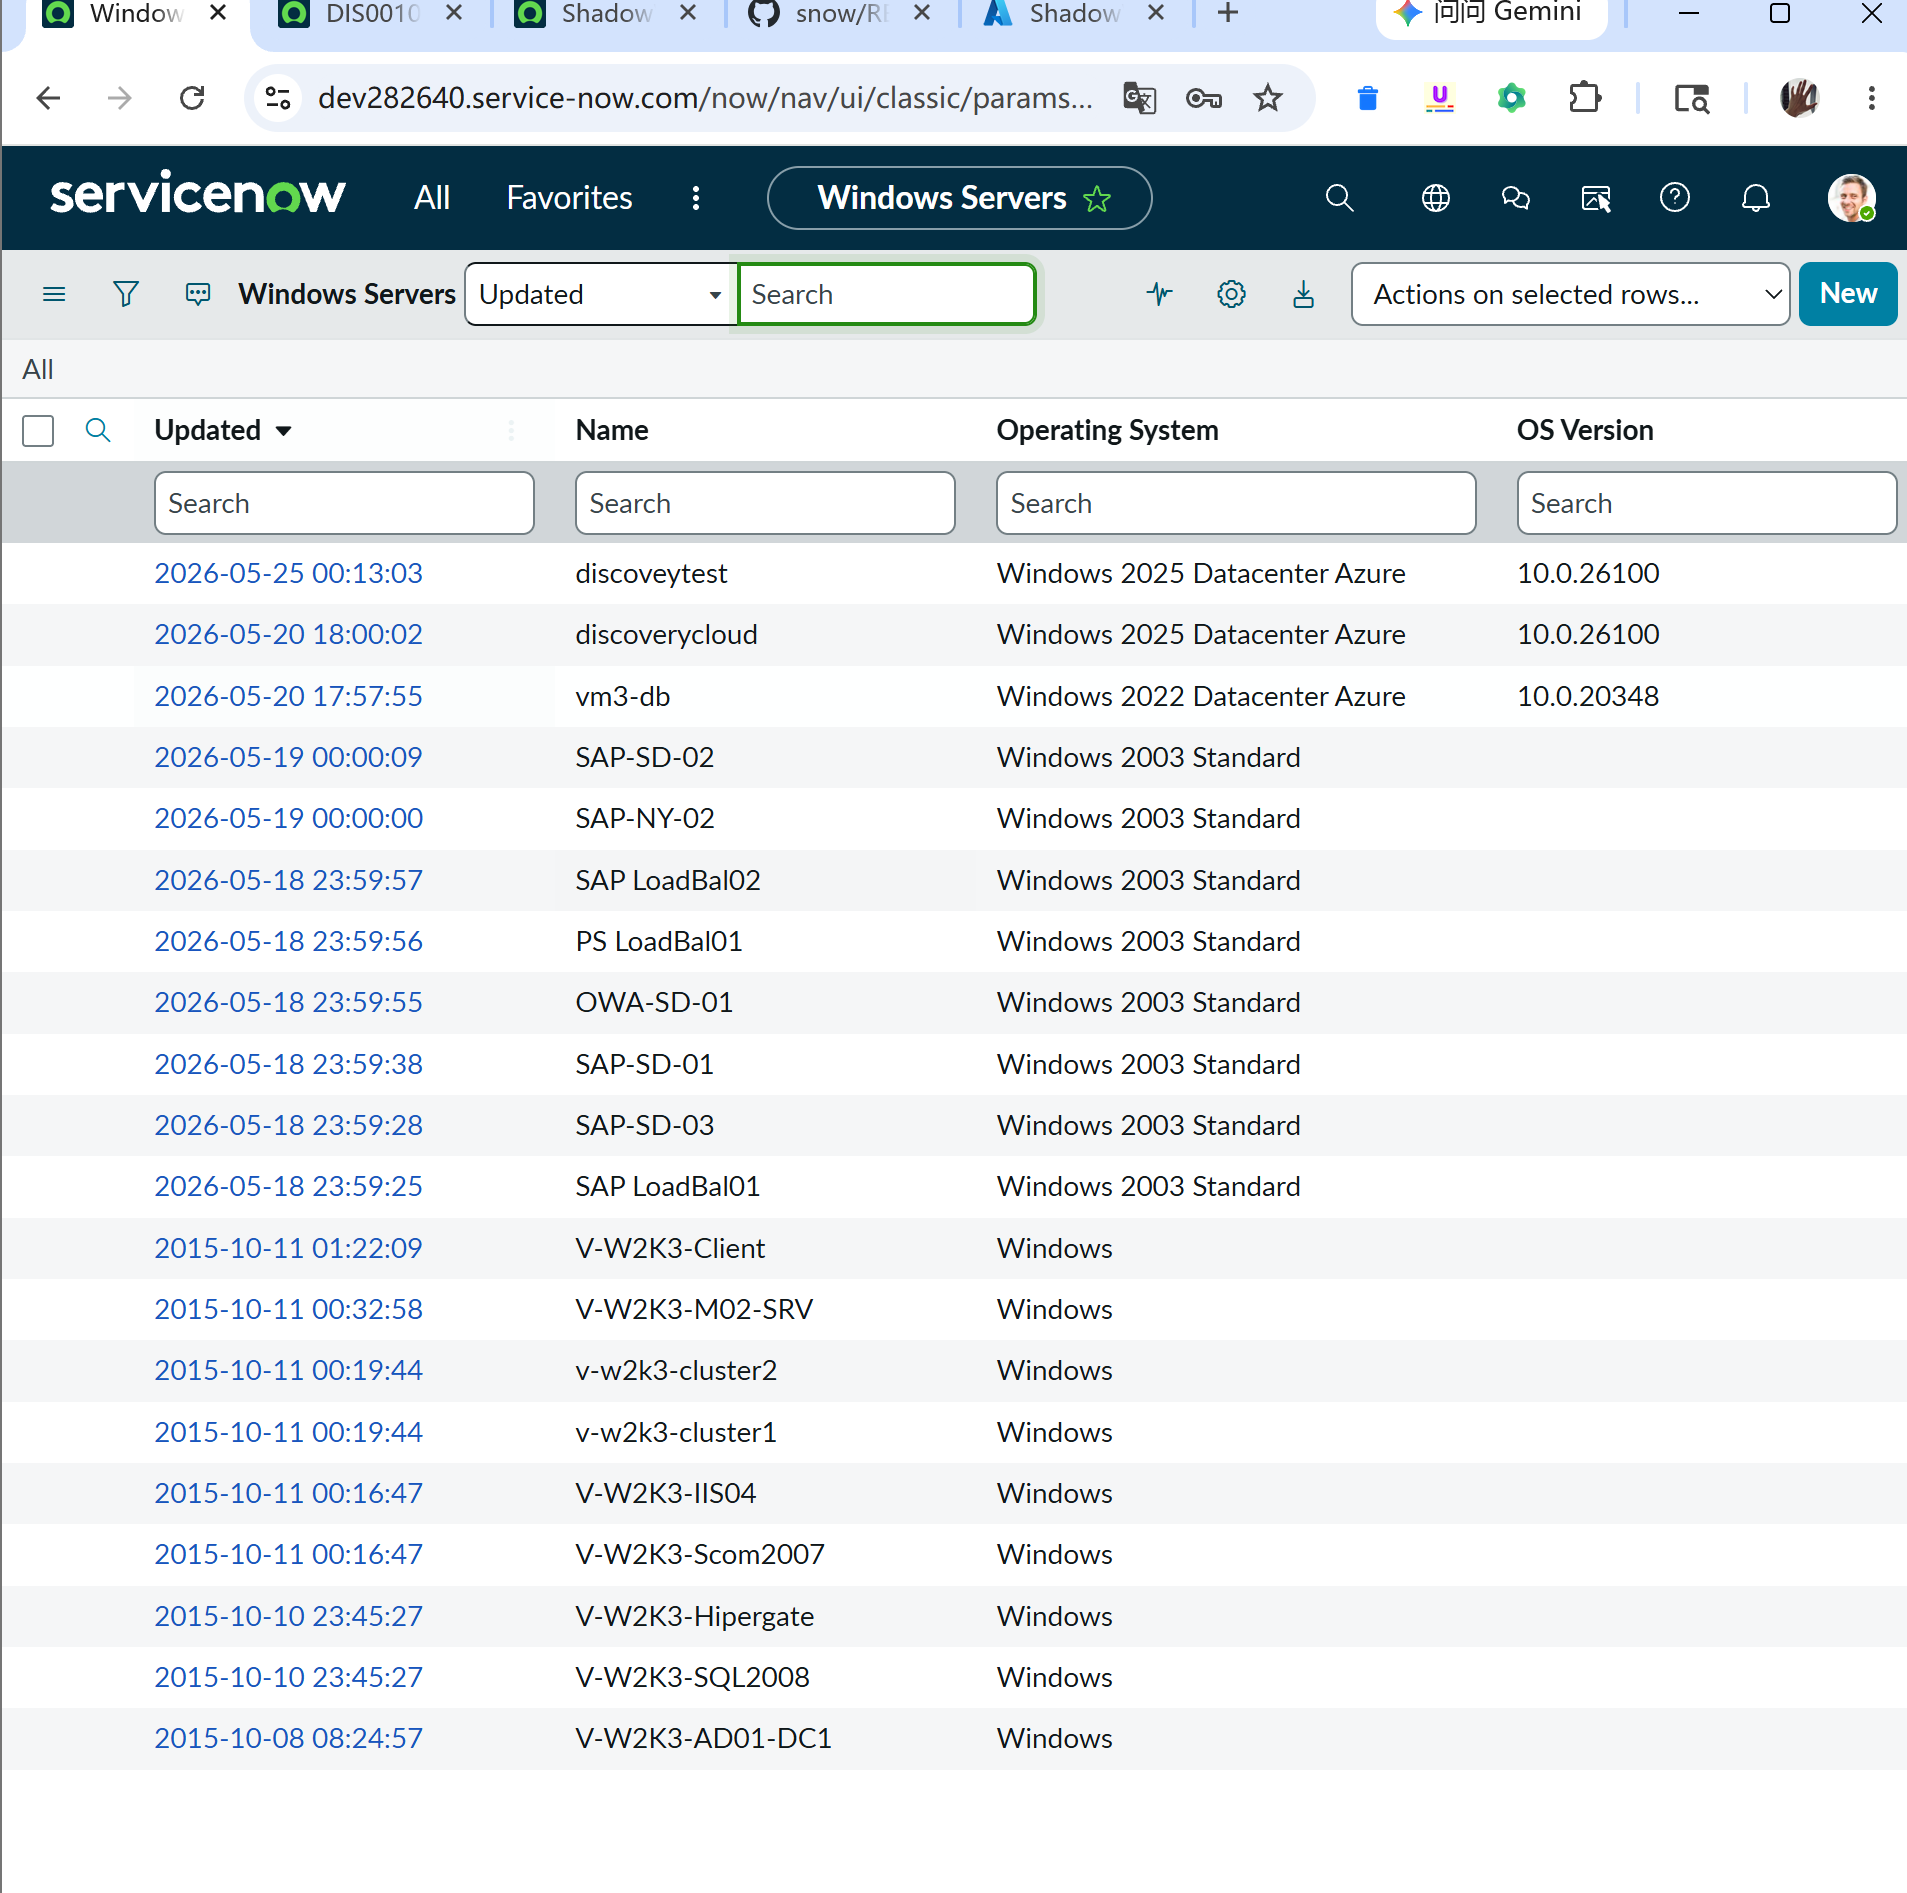 Window
DIS0010
Shadow
snow/RE
Shadow
问问 Gemini
dev282640.service-now.com/now/nav/ui/classic/params...
servicenow All Favorites Windows Servers
Windows Servers Updated Search Actions on selected rows... New
All
Updated Name Operating System OS Version
Search Search Search Search
2026-05-25 00:13:03 discoveytest Windows 2025 Datacenter Azure 10.0.26100
2026-05-20 18:00:02 discoverycloud Windows 2025 Datacenter Azure 10.0.26100
2026-05-20 17:57:55 vm3-db Windows 2022 Datacenter Azure 10.0.20348
2026-05-19 00:00:09 SAP-SD-02 Windows 2003 Standard
2026-05-19 00:00:00 SAP-NY-02 Windows 2003 Standard
2026-05-18 23:59:57 SAP LoadBal02 Windows 2003 Standard
2026-05-18 23:59:56 PS LoadBal01 Windows 2003 Standard
2026-05-18 23:59:55 OWA-SD-01 Windows 2003 Standard
2026-05-18 23:59:38 SAP-SD-01 Windows 2003 Standard
2026-05-18 23:59:28 SAP-SD-03 Windows 2003 Standard
2026-05-18 23:59:25 SAP LoadBal01 Windows 2003 Standard
2015-10-11 01:22:09 V-W2K3-Client Windows
2015-10-11 00:32:58 V-W2K3-M02-SRV Windows
2015-10-11 00:19:44 v-w2k3-cluster2 Windows
2015-10-11 00:19:44 v-w2k3-cluster1 Windows
2015-10-11 00:16:47 V-W2K3-IIS04 Windows
2015-10-11 00:16:47 V-W2K3-Scom2007 Windows
2015-10-10 23:45:27 V-W2K3-Hipergate Windows
2015-10-10 23:45:27 V-W2K3-SQL2008 Windows
2015-10-08 08:24:57 V-W2K3-AD01-DC1 Windows